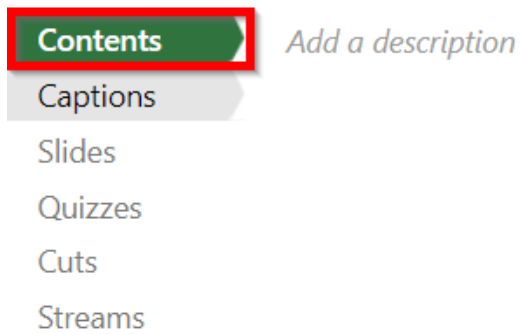 Contents
Add a description
Captions
Slides
Quizzes
Cuts
Streams